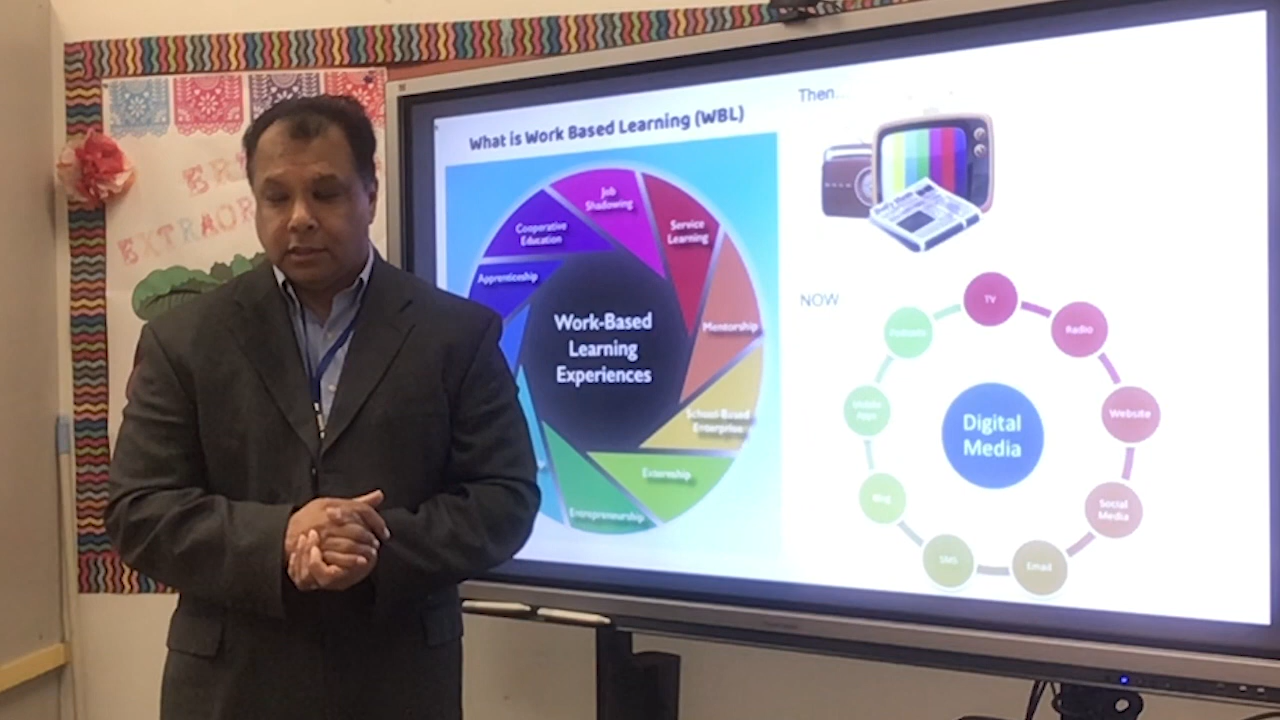 What is Work Based Learning (WBL)
Job
Shadowing
Service
Learning
Cooperative
Education
Apprenticeship
Mentorship
Work-Based
Learning
Experiences
School-Based
Enterprise
Externship
Entrepreneurship
Then...
NOW
TV
Radio
Website
Social
Media
Email
SMS
Blog
Mobile
Apps
Podcasts
Digital
Media